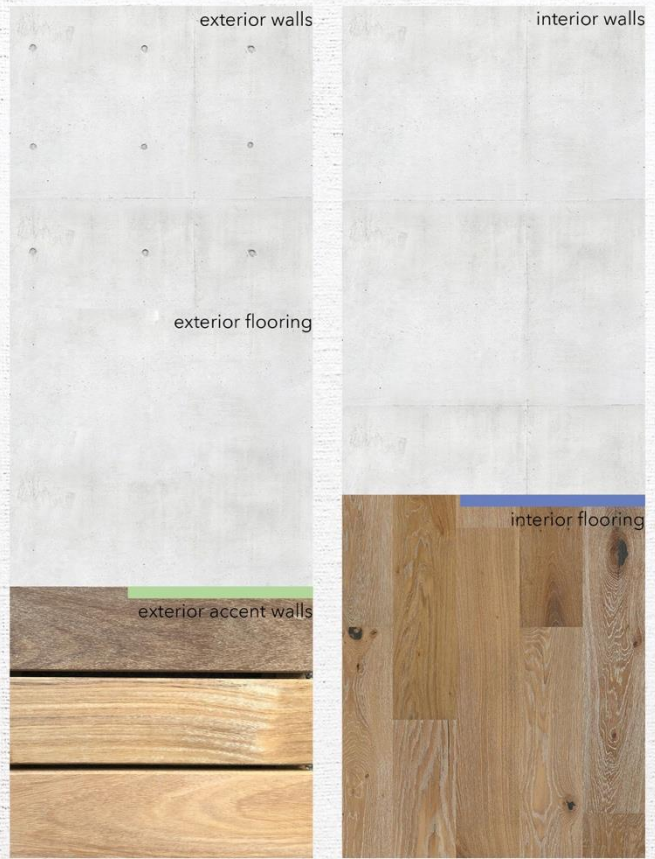 exterior walls
interior walls
exterior flooring
interior flooring
exterior accent walls